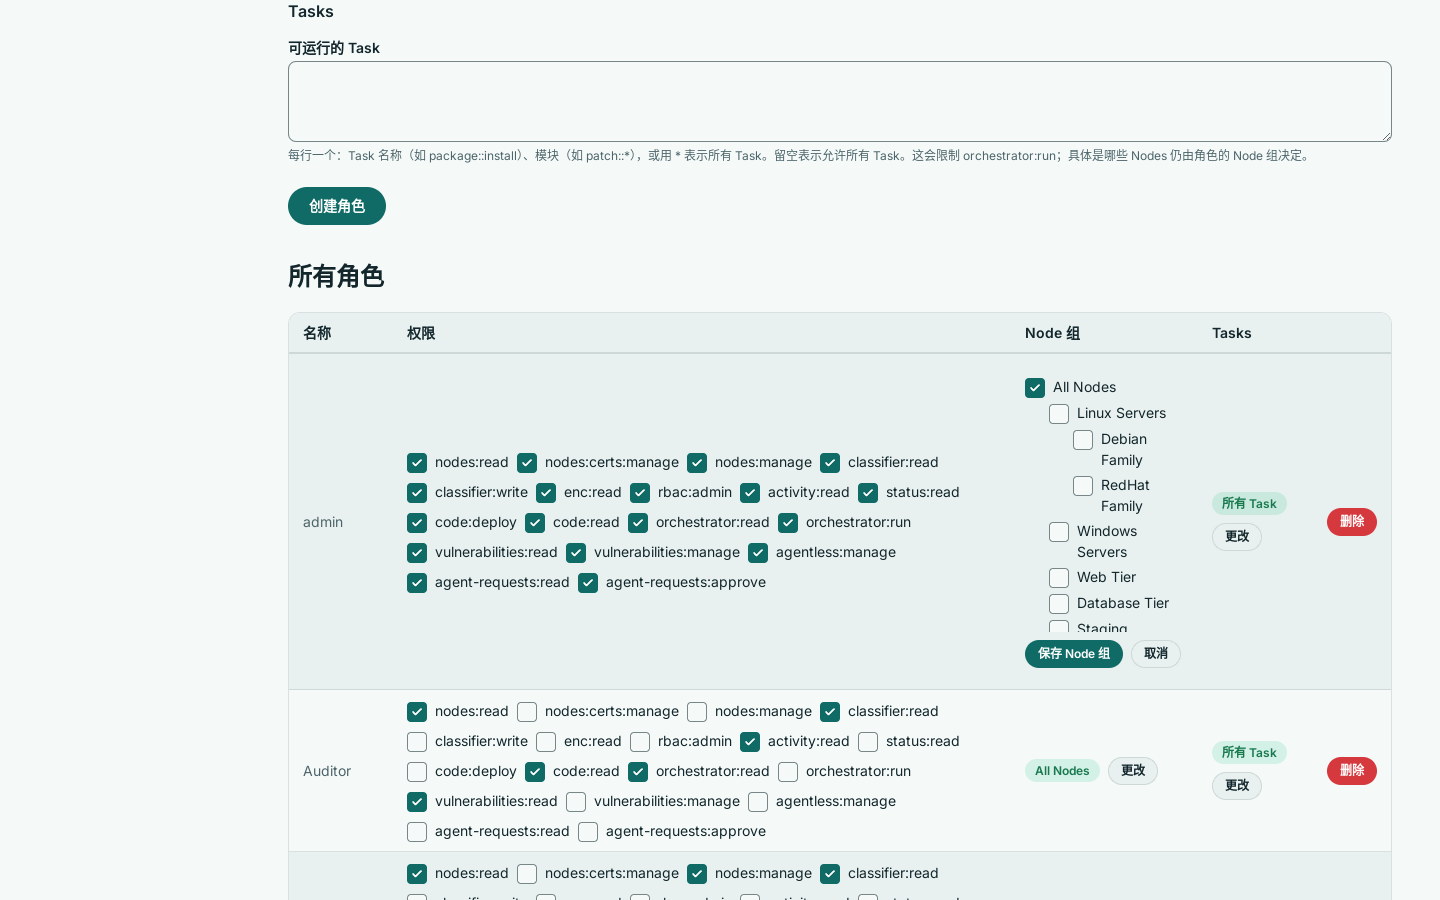 Tasks
可运行的 Task
每行一个：Task 名称（如 package::install）、模块（如 patch::*），或用 * 表示所有 Task。留空表示允许所有 Task。这会限制 orchestrator:run；具体是哪些 Nodes 仍由角色的 Node 组决定。
创建角色
所有角色
名称 权限 Node 组 Tasks
admin
nodes:read nodes:certs:manage nodes:manage classifier:read
classifier:write enc:read rbac:admin activity:read status:read
code:deploy code:read orchestrator:read orchestrator:run
vulnerabilities:read vulnerabilities:manage agentless:manage
agent-requests:read agent-requests:approve
All Nodes
Linux Servers
Debian
Family
RedHat
Family
Windows
Servers
Web Tier
Database Tier
Staging
保存 Node 组 取消
所有 Task
更改
删除
Auditor
nodes:read nodes:certs:manage nodes:manage classifier:read
classifier:write enc:read rbac:admin activity:read status:read
code:deploy code:read orchestrator:read orchestrator:run
vulnerabilities:read vulnerabilities:manage agentless:manage
agent-requests:read agent-requests:approve
All Nodes 更改
所有 Task
更改
删除
nodes:read nodes:certs:manage nodes:manage classifier:read